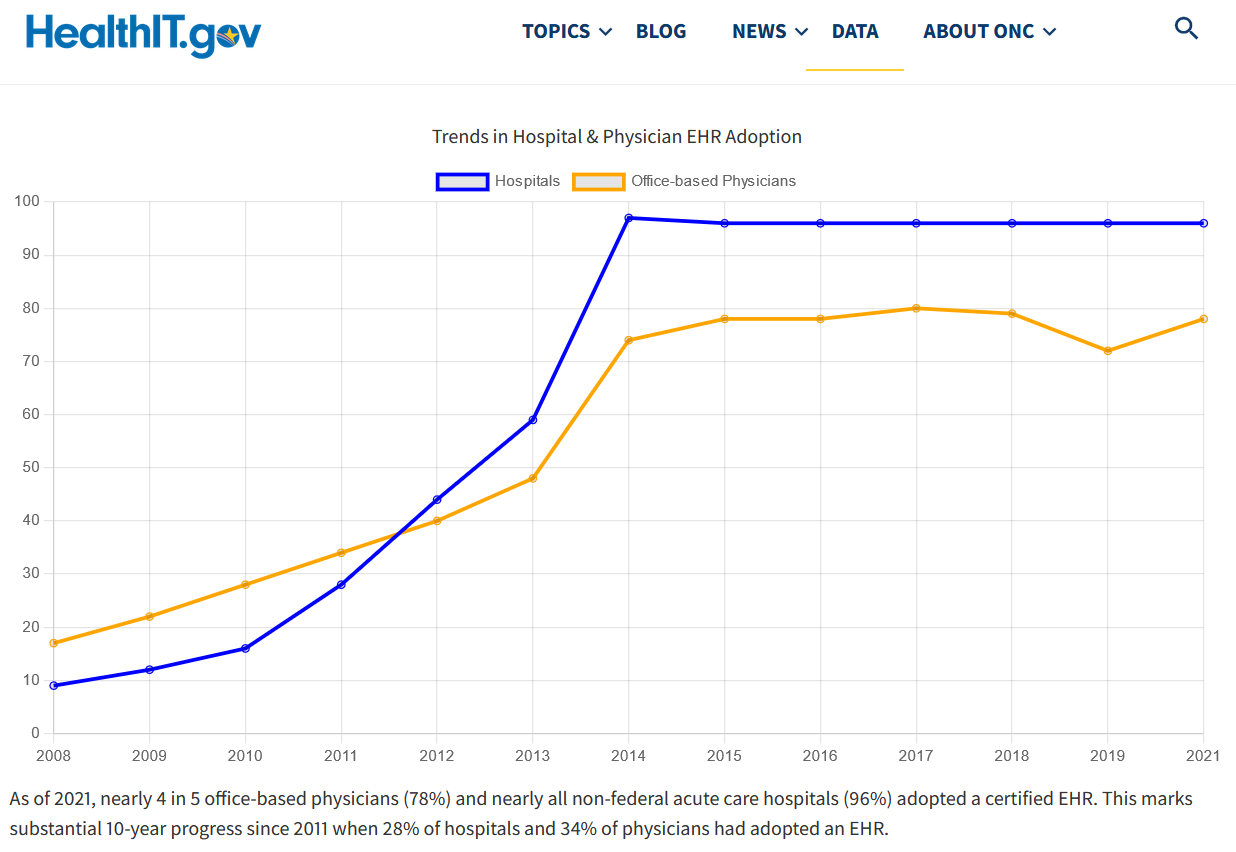 HealthIT.gov
TOPICS BLOG NEWS DATA ABOUT ONC
Trends in Hospital & Physician EHR Adoption
Hospitals Office-based Physicians
100
90
80
70
60
50
40
30
20
10
0
2008 2009 2010 2011 2012 2013 2014 2015 2016 2017 2018 2019 2021
As of 2021, nearly 4 in 5 office-based physicians (78%) and nearly all non-federal acute care hospitals (96%) adopted a certified EHR. This marks
substantial 10-year progress since 2011 when 28% of hospitals and 34% of physicians had adopted an EHR.